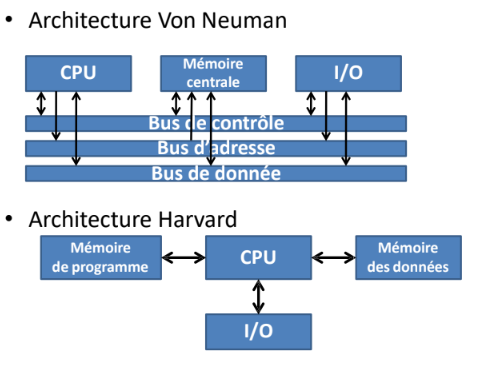 • Architecture Von Neuman
CPU
Mémoire
centrale
I/O
Bus de contrôle
Bus d'adresse
Bus de donnée
• Architecture Harvard
Mémoire
de programme
CPU
Mémoire
des données
I/O